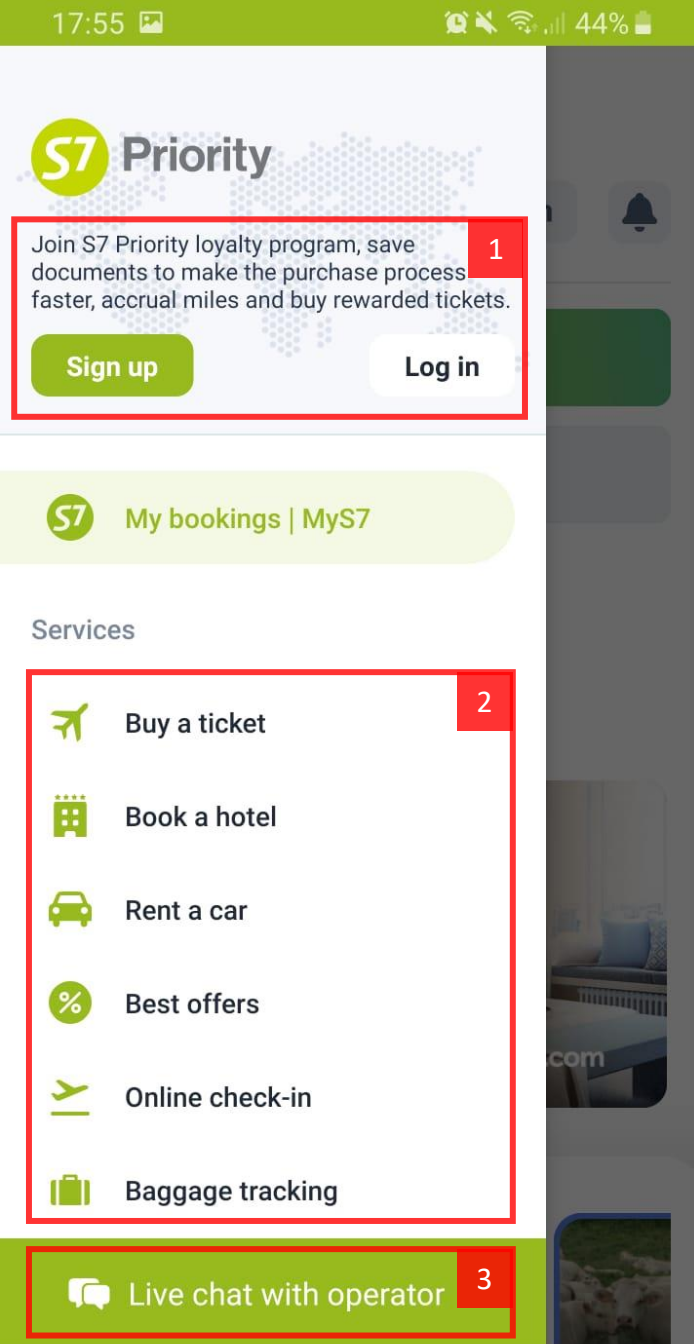 17:55
44%
S7 Priority
Join S7 Priority loyalty program, save
documents to make the purchase process
faster, accrual miles and buy rewarded tickets.
1
Sign up
Log in
S7 My bookings | MyS7
Services
2
Buy a ticket
Book a hotel
Rent a car
% Best offers
Online check-in
Baggage tracking
.com
Live chat with operator
3